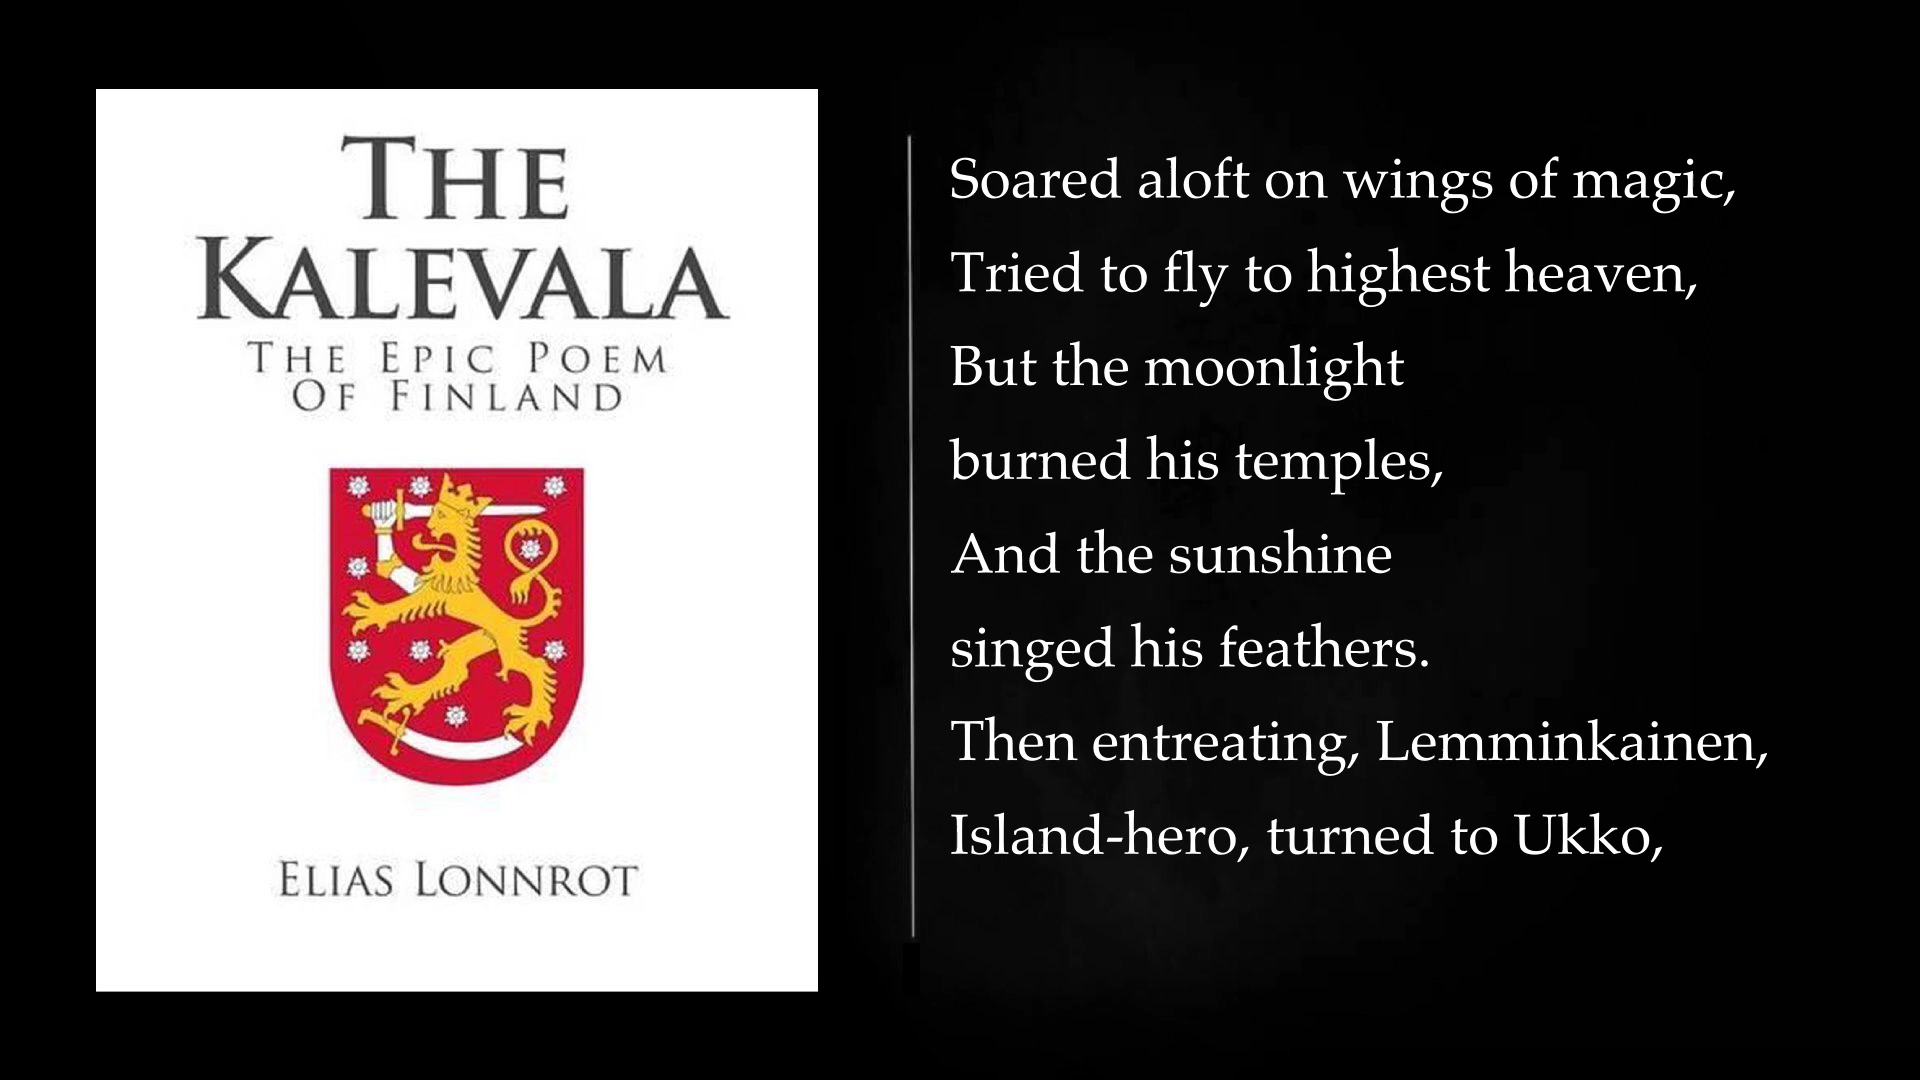 THE
KALEVALA
THE EPIC POEM
OF FINLAND
ELIAS LONNROT
Soared aloft on wings of magic,
Tried to fly to highest heaven,
But the moonlight
burned his temples,
And the sunshine
singed his feathers.
Then entreating, Lemminkainen,
Island-hero, turned to Ukko,